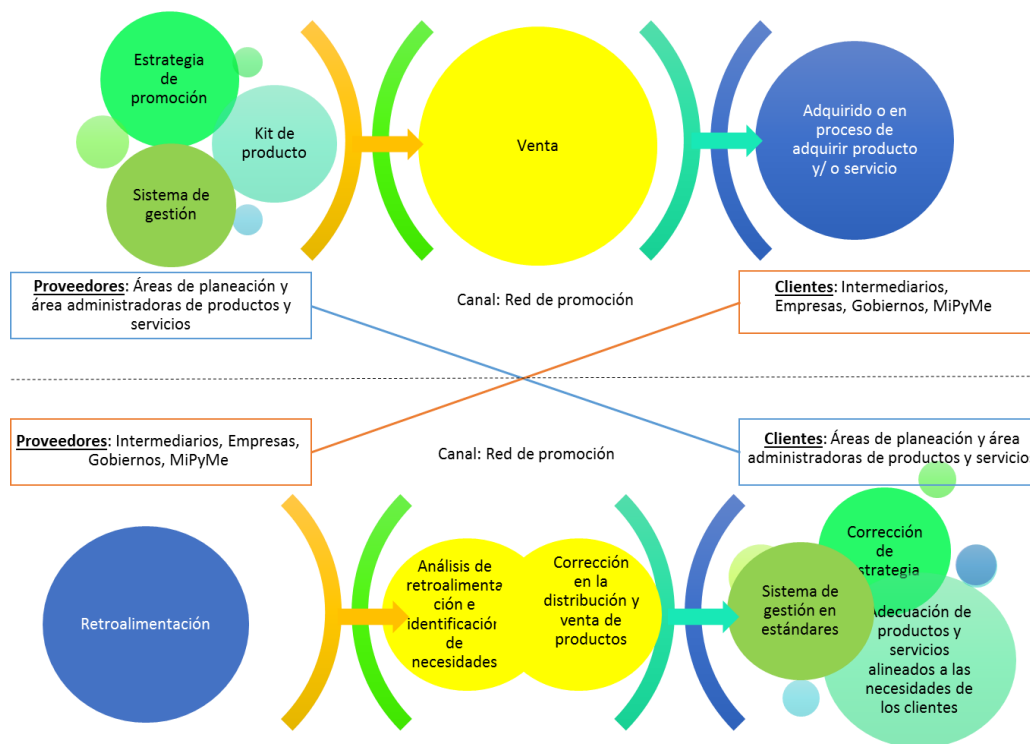 Estrategia
de
promoción
Kit de
producto
Sistema de
gestión
Venta
Adquirido o en
proceso de
adquirir producto
y/ o servicio
Proveedores: Áreas de planeación y
área administradoras de productos y
servicios
Canal: Red de promoción
Clientes: Intermediarios,
Empresas, Gobiernos, MiPyMe
Proveedores: Intermediarios, Empresas,
Gobiernos, MiPyMe
Canal: Red de promoción
Clientes: Áreas de planeación y área
administradoras de productos y servicios
Retroalimentación
Análisis de
retroalimenta
ción e
identificación
de
necesidades
Corrección
en la
distribución y
venta de
productos
Sistema de
gestión en
estándares
Corrección
de
estrategia
Adecuación de
productos y
servicios
alineados a las
necesidades de
los clientes